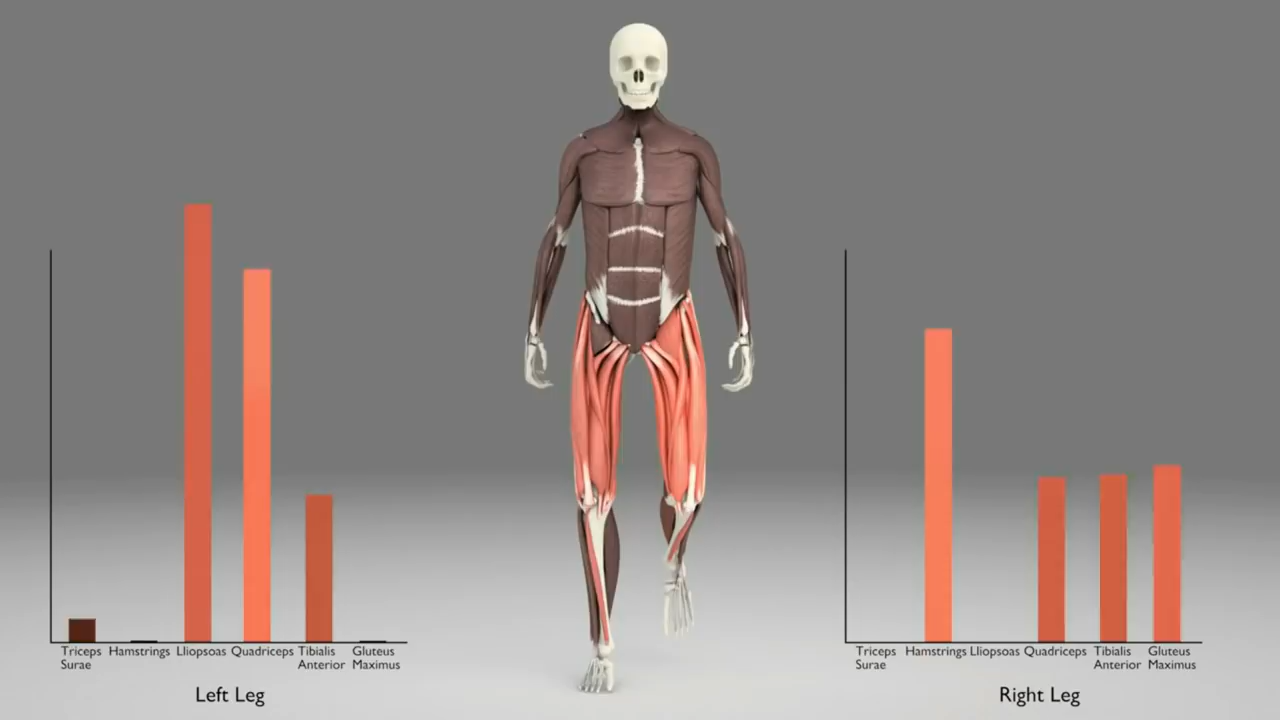 Triceps Surae
Hamstrings
Lliopsoas
Quadriceps
Tibialis Anterior
Gluteus Maximus
Left Leg
Triceps Surae
Hamstrings
Lliopsoas
Quadriceps
Tibialis Anterior
Gluteus Maximus
Right Leg